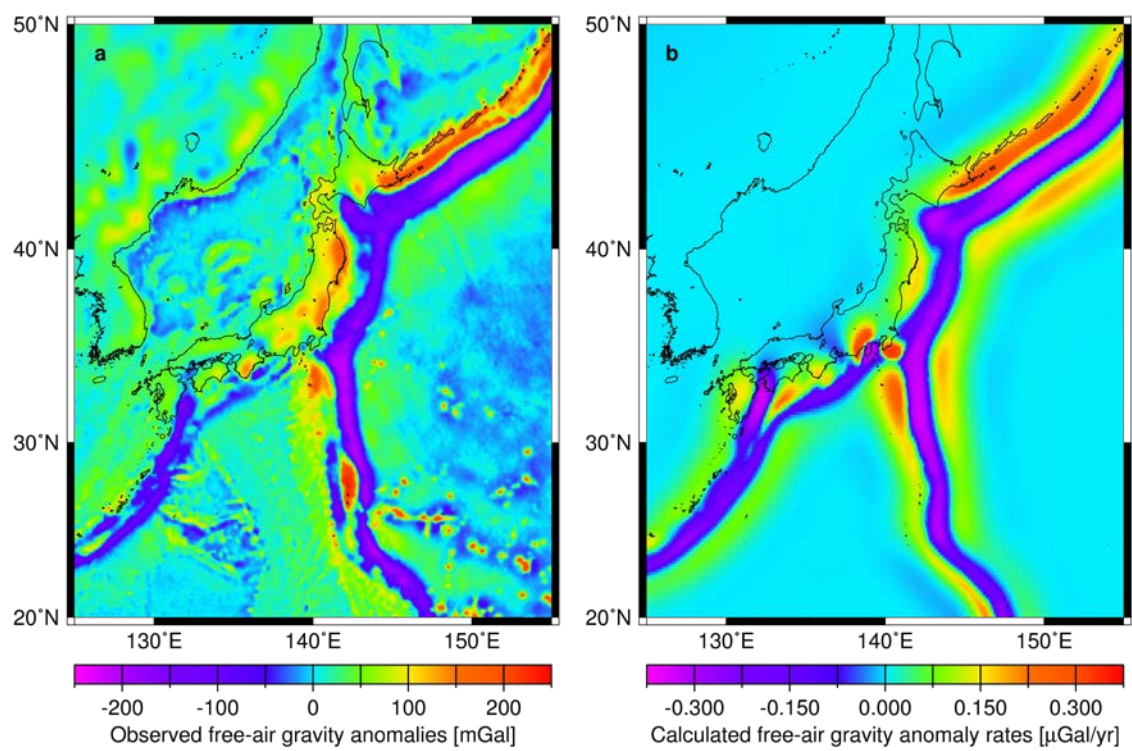 50˚N
a
40˚N
30˚N
20˚N
130˚E 140˚E 150˚E
-200 -100 0 100 200
Observed free-air gravity anomalies [mGal]
50˚N
b
40˚N
30˚N
20˚N
130˚E 140˚E 150˚E
-0.300 -0.150 0.000 0.150 0.300
Calculated free-air gravity anomaly rates [µGal/yr]